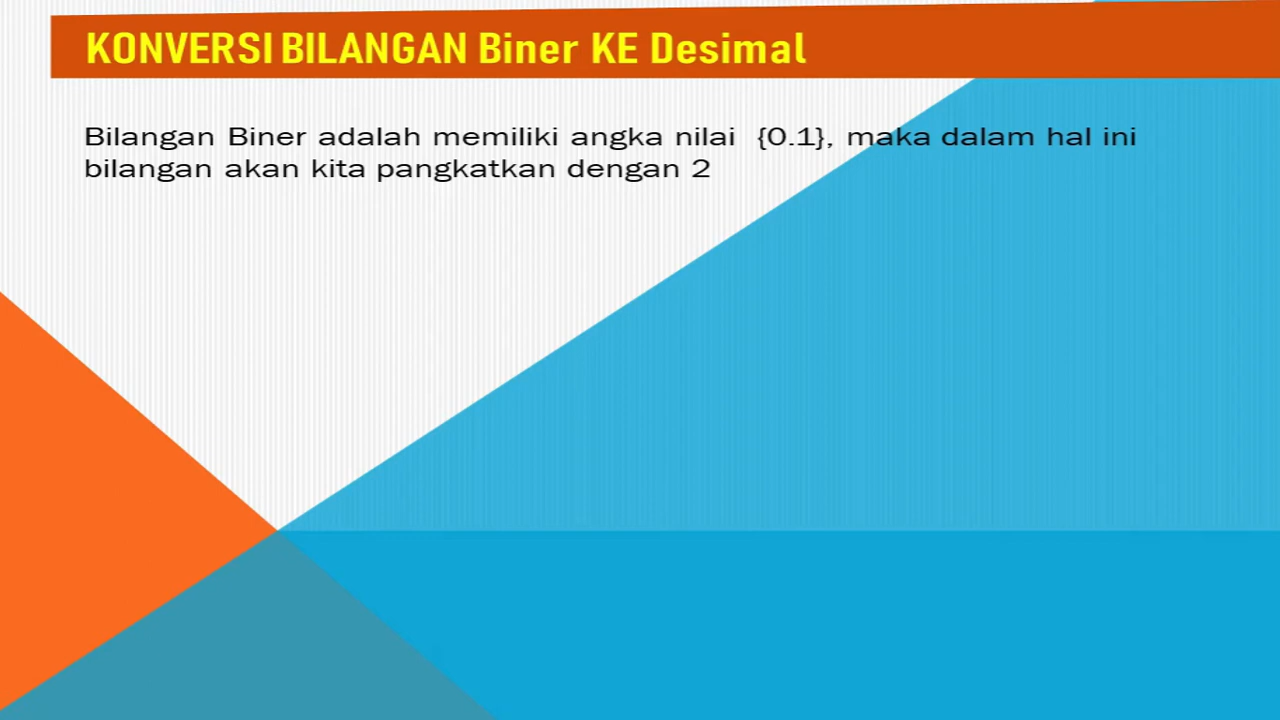 KONVERSI BILANGAN Biner KE Desimal
Bilangan Biner adalah memiliki angka nilai {0.1}, maka dalam hal ini
bilangan akan kita pangkatkan dengan 2